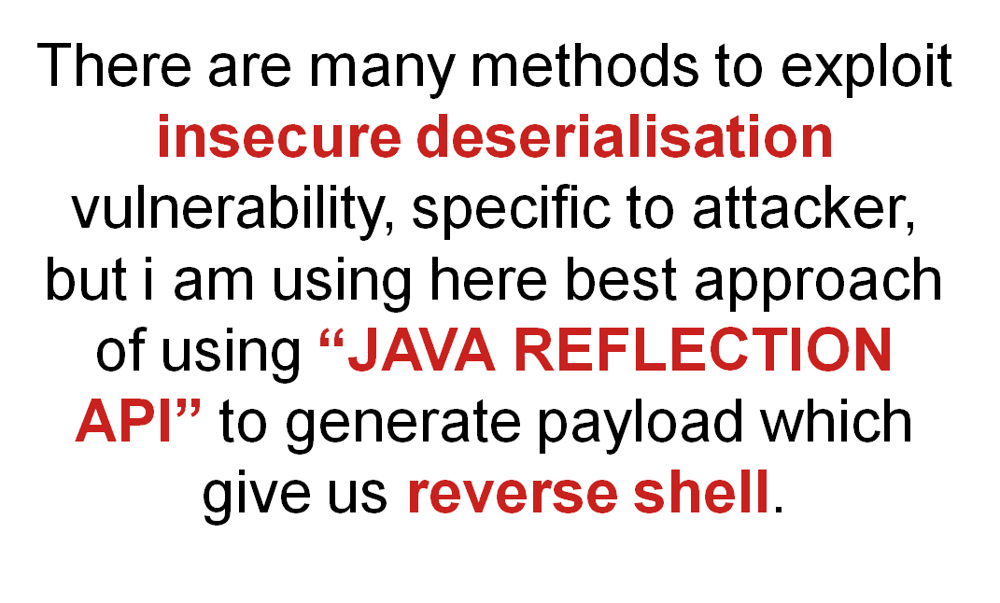 There are many methods to exploit
insecure deserialisation
vulnerability, specific to attacker,
but i am using here best approach
of using “JAVA REFLECTION
API” to generate payload which
give us reverse shell.